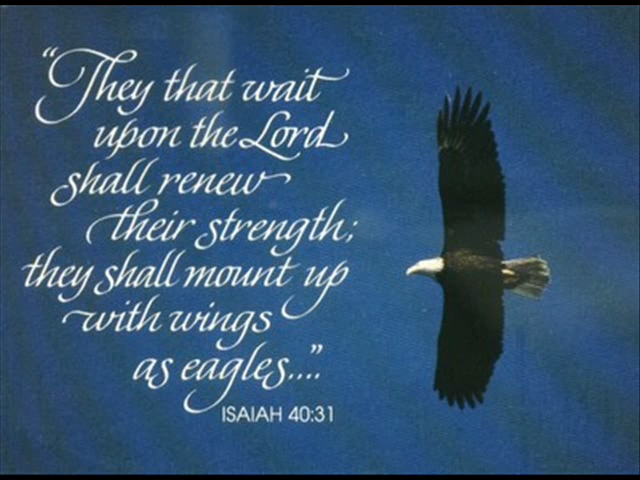 “They that wait
upon the Lord
shall renew
their strength;
they shall mount up
with wings
as eagles....”
ISAIAH 40:31